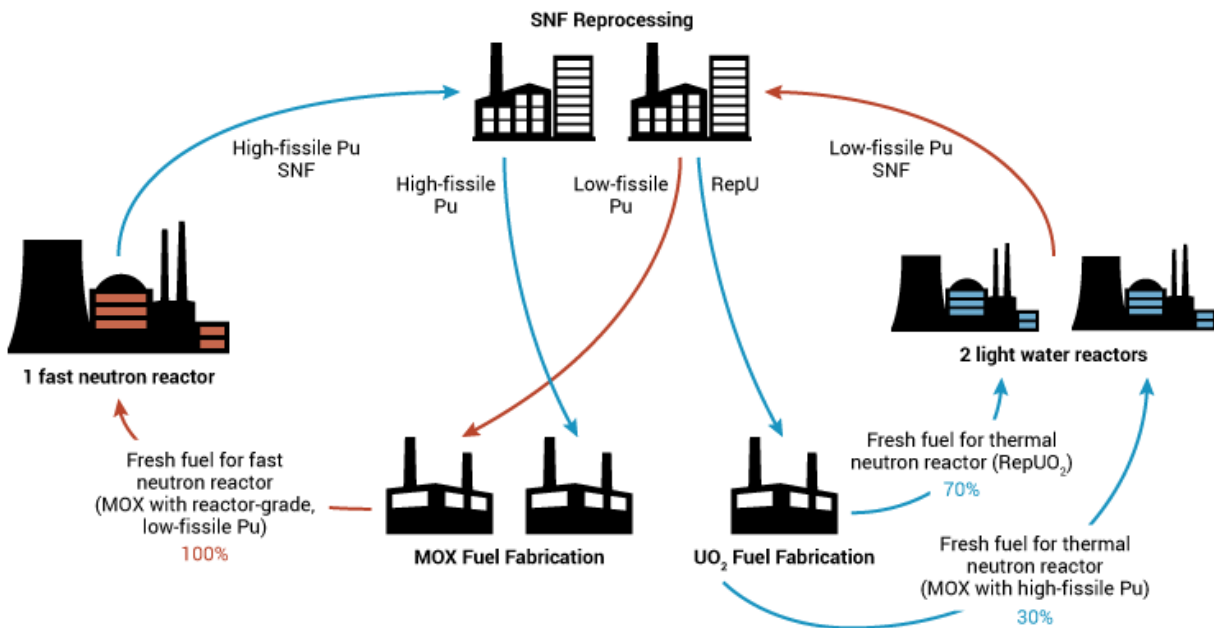 SNF Reprocessing
High-fissile Pu
SNF
High-fissile
Pu
Low-fissile
Pu
RepU
Low-fissile Pu
SNF
1 fast neutron reactor
2 light water reactors
Fresh fuel for fast
neutron reactor
(MOX with reactor-grade,
low-fissile Pu)
100%
MOX Fuel Fabrication
UO₂ Fuel Fabrication
Fresh fuel for thermal
neutron reactor (RepUO₂)
70%
Fresh fuel for thermal
neutron reactor
(MOX with high-fissile Pu)
30%